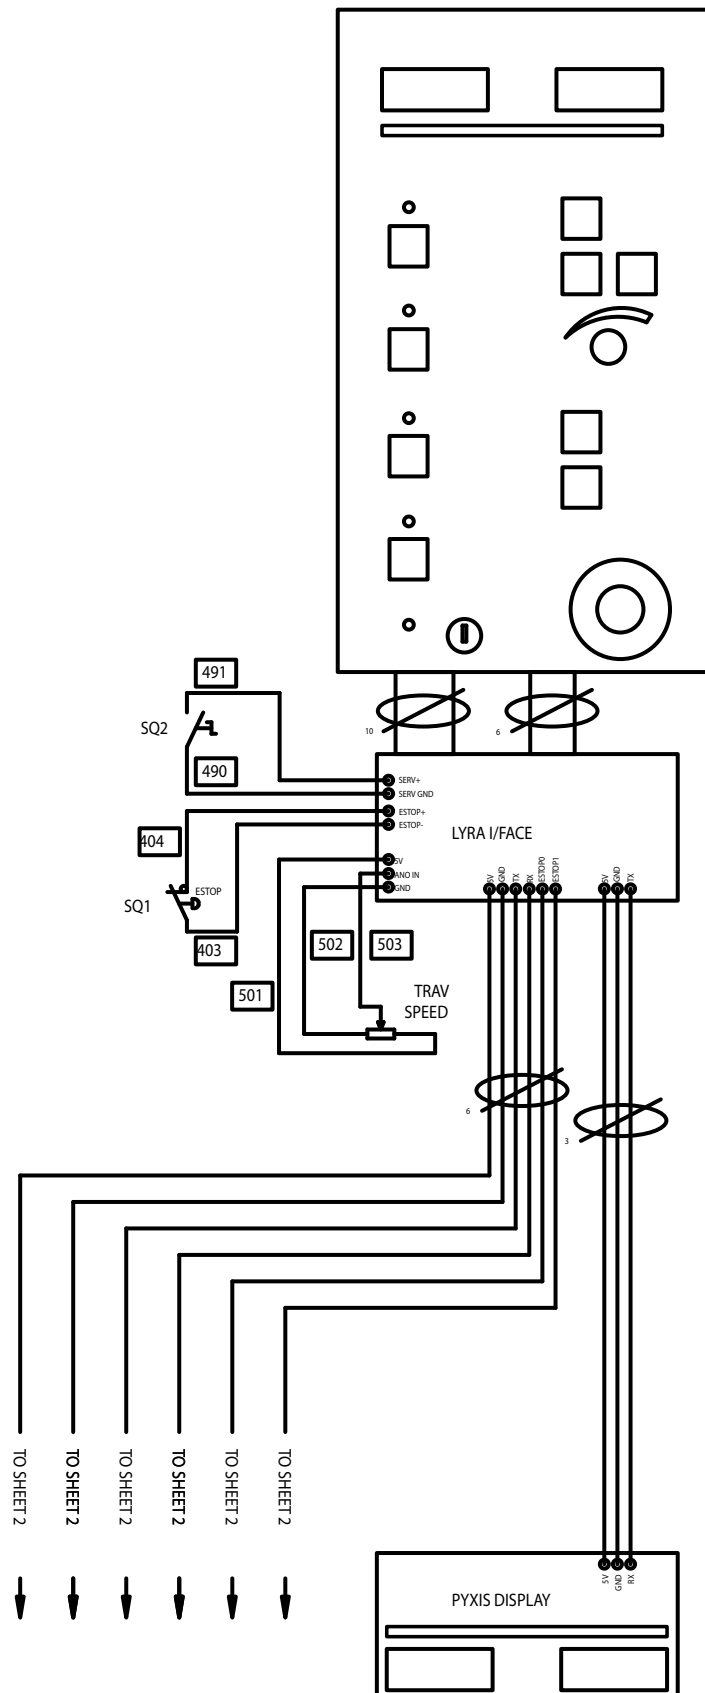 491
SQ2
10
6
490
SERV+
SERV GND
ESTOP+
ESTOP-
404
LYRA I/FACE
5V
ANO IN
GND
ESTOP
SQ1
5V
GND
TX
RX
ESTOP0
ESTOP1
5V
GND
TX
403
502
503
501
TRAV
SPEED
6
3
TO SHEET 2
TO SHEET 2
TO SHEET 2
TO SHEET 2
TO SHEET 2
TO SHEET 2
5V
GND
RX
PYXIS DISPLAY